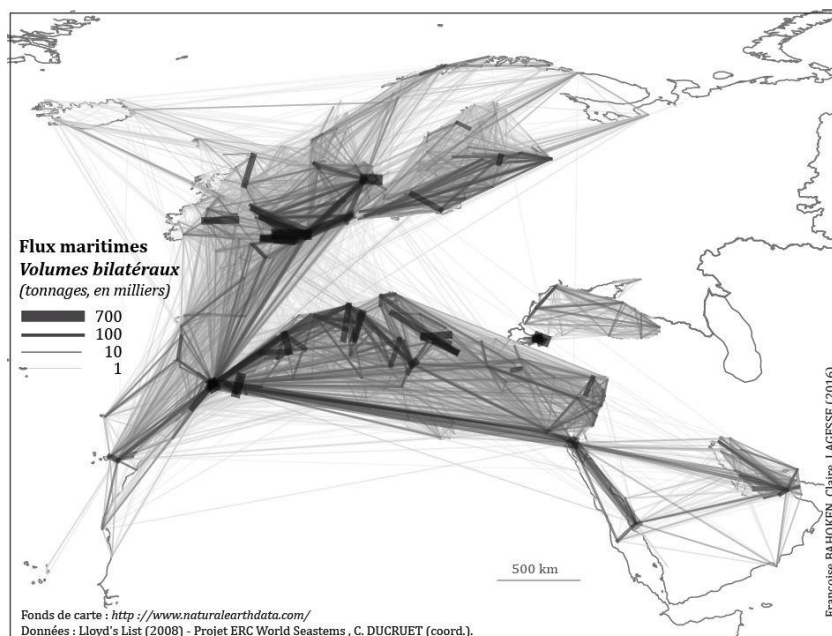 Flux maritimes
Volumes bilatéraux
(tonnages, en milliers)
700
100
10
1
500 km
Françoise BAHOKEN, Claire LAGESSE (2016)
Fonds de carte : http ://www.naturalearthdata.com/
Données : Lloyd's List (2008) - Projet ERC World Seastems , C. DUCRUET (coord.).